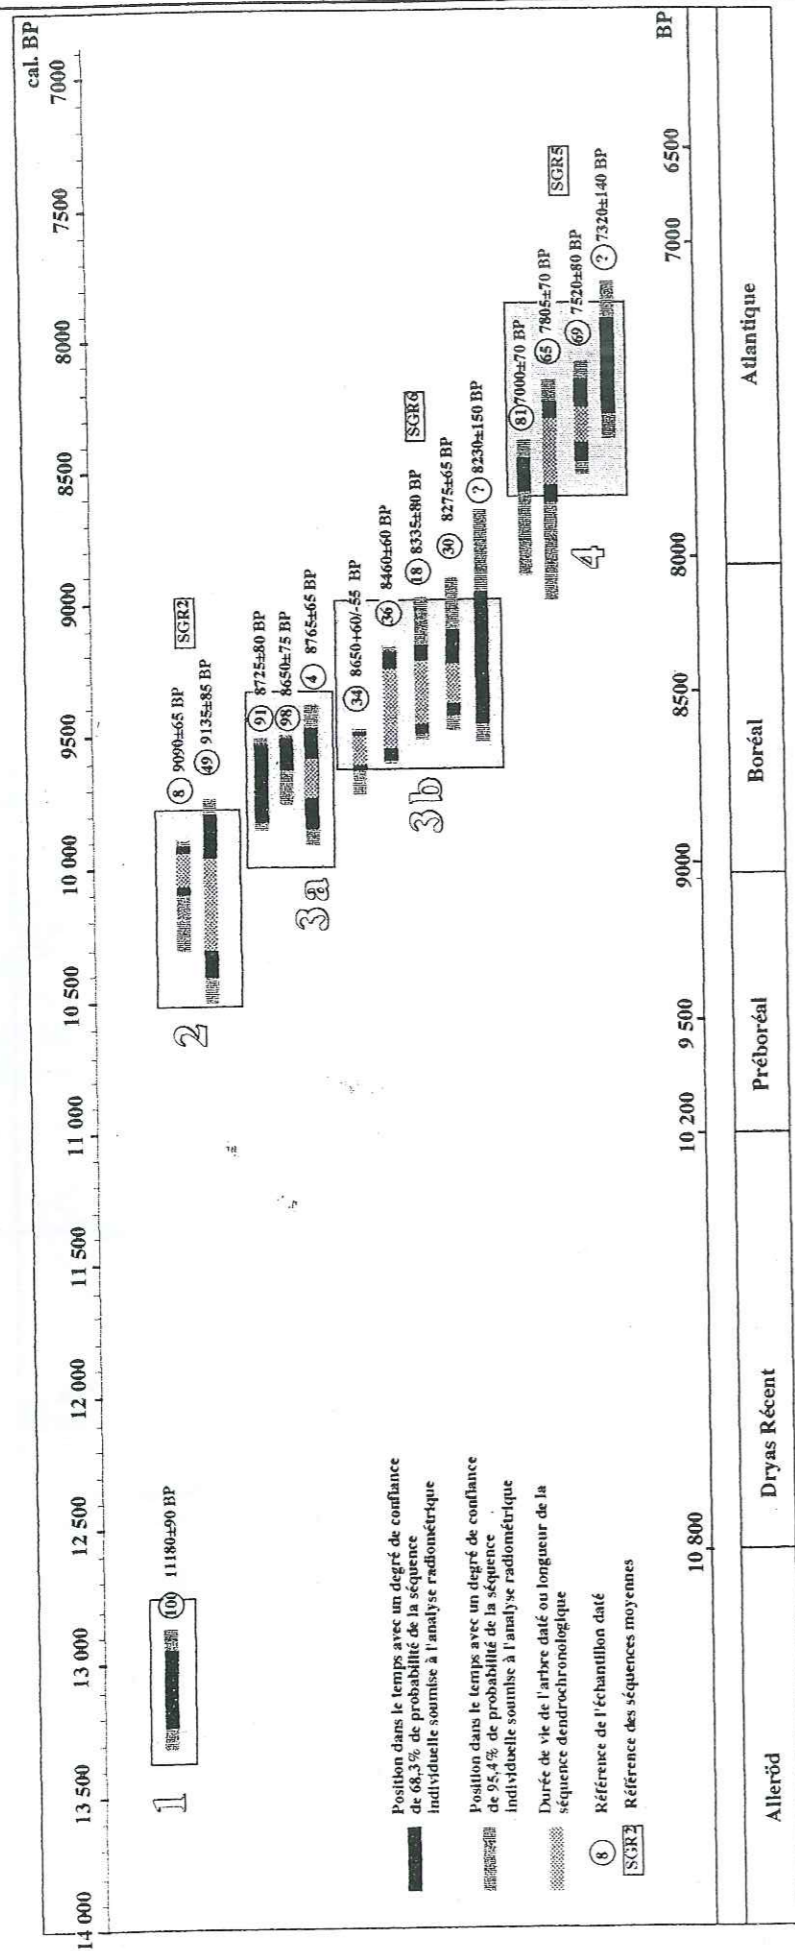 cal. BP
14 000 13 500 13 000 12 500 12 000 11 500 11 000 10 500 10 000 9500 9000 8500 8000 7500 7000
1
100 11180±90 BP
2
8 9090±65 BP
49 9135±85 BP
SGR2
3a
91 8725±80 BP
98 8650±75 BP
4 8765±65 BP
3b
34 8650+60/-55 BP
36 8460±60 BP
18 8335±80 BP
SGR6
30 8275±65 BP
? 8230±150 BP
4
81 7000±70 BP
65 7805±70 BP
SGR5
69 7520±80 BP
? 7320±140 BP
Position dans le temps avec un degré de confiance
de 68,3% de probabilité de la séquence
individuelle soumise à l'analyse radiométrique
Position dans le temps avec un degré de confiance
de 95,4% de probabilité de la séquence
individuelle soumise à l'analyse radiométrique
Durée de vie de l'arbre daté ou longueur de la
séquence dendrochronologique
8 Référence de l'échantillon daté
SGR2 Référence des séquences moyennes
10 800 10 200 9 500 9000 8500 8000 7000 6500 BP
Alleröd Dryas Récent Préboréal Boréal Atlantique